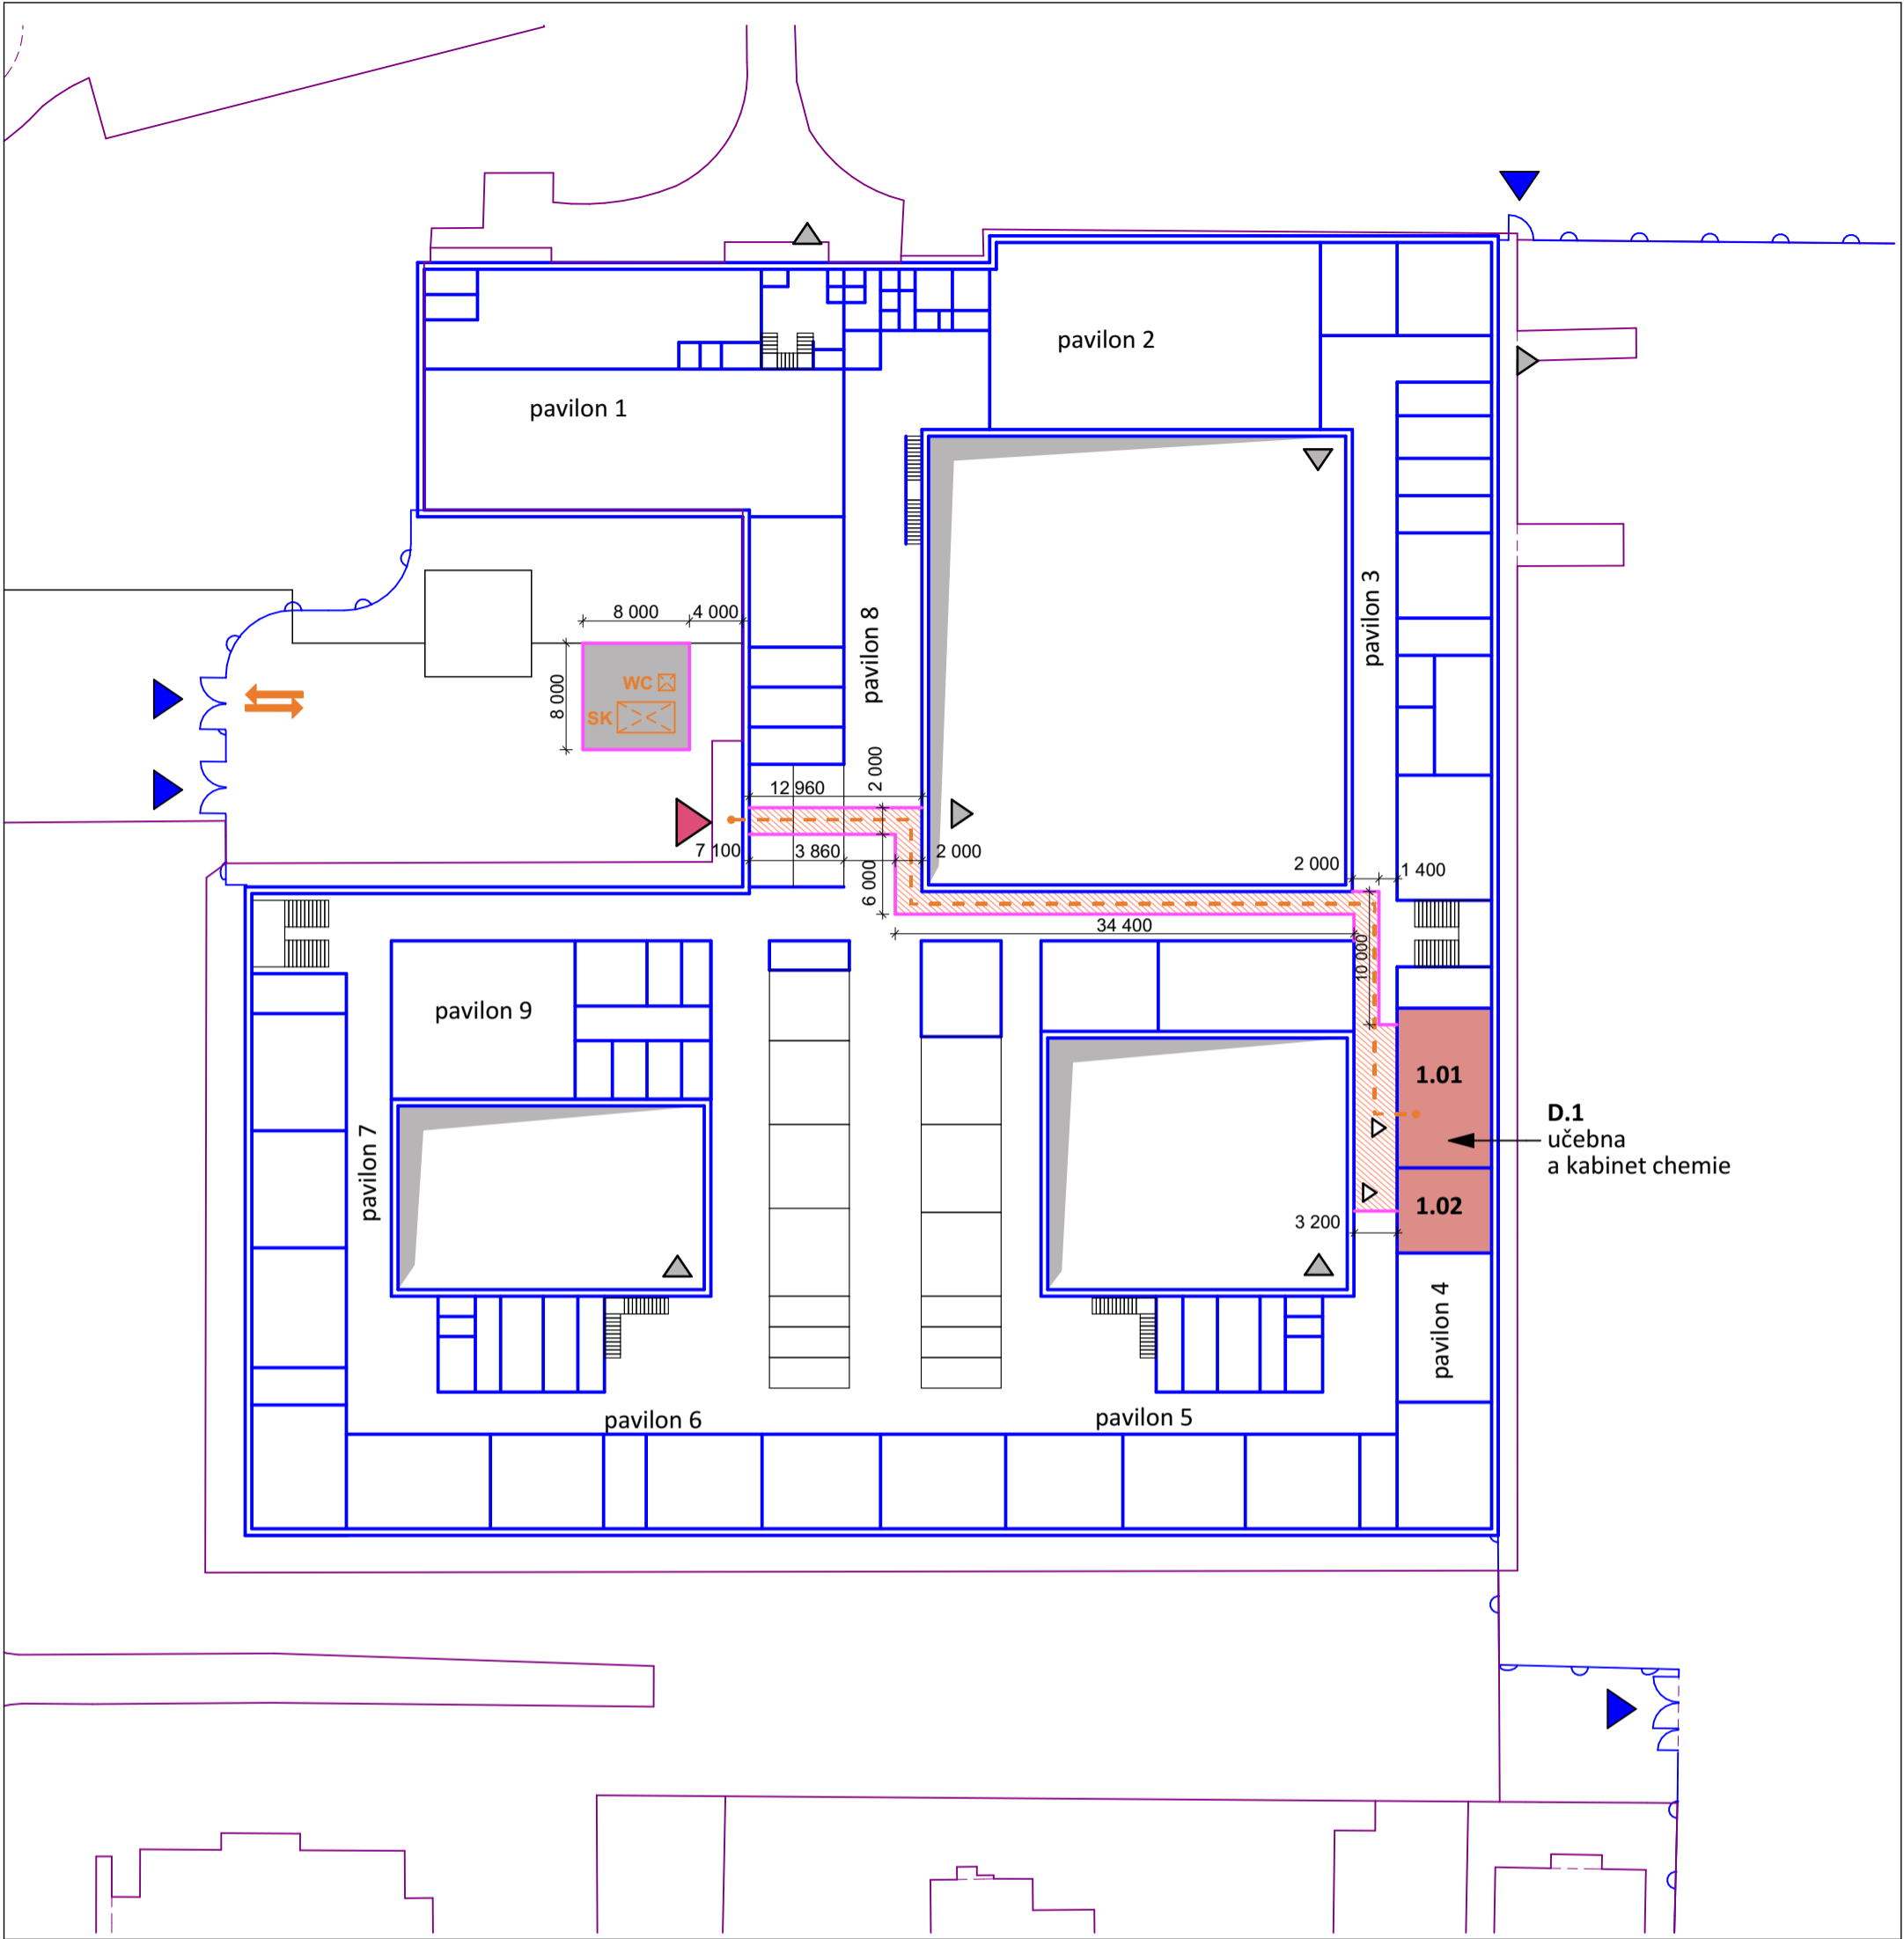 pavilon 2
pavilon 1
pavilon 3
pavilon 8
8 000
4 000
8 000
WC
SK
2 000
12 960
7 100
3 860
2 000
6 000
2 000
1 400
34 400
10 000
pavilon 9
1.01
D.1
učebna
a kabinet chemie
pavilon 7
1.02
3 200
pavilon 4
pavilon 6
pavilon 5